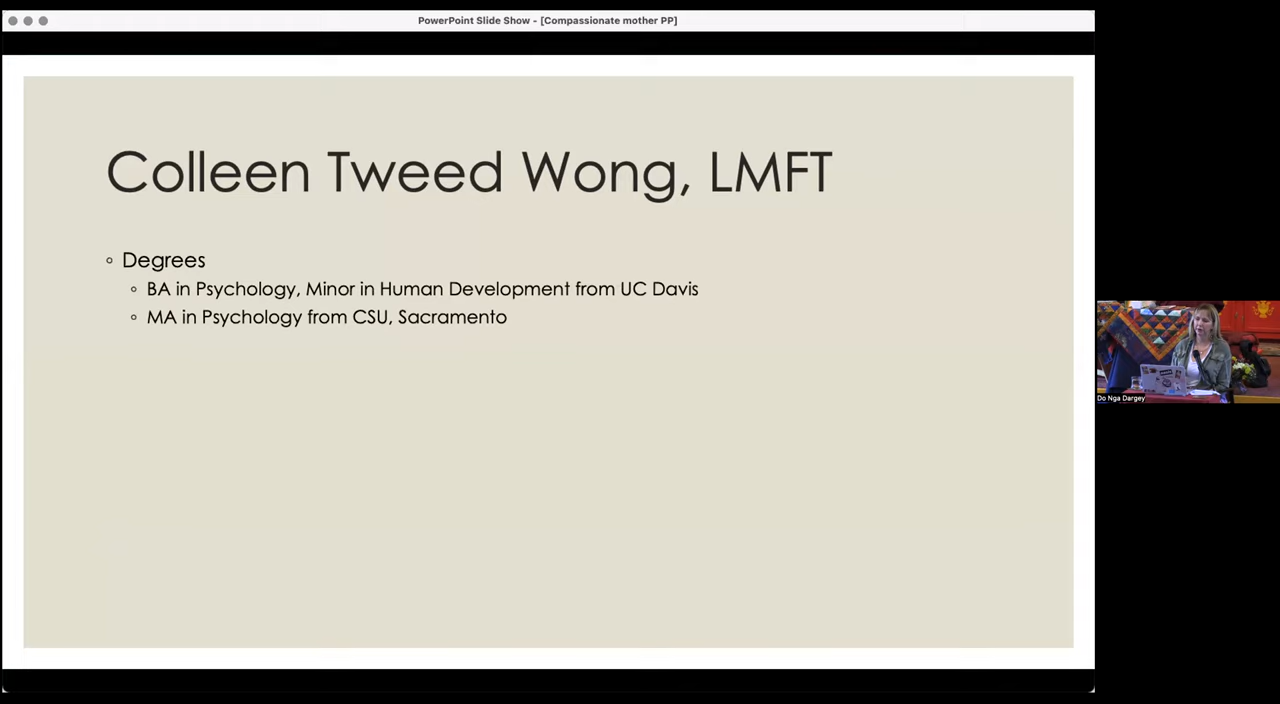 PowerPoint Slide Show - [Compassionate mother PP]
Colleen Tweed Wong, LMFT
Degrees
BA in Psychology, Minor in Human Development from UC Davis
MA in Psychology from CSU, Sacramento
Do Nga Dargey